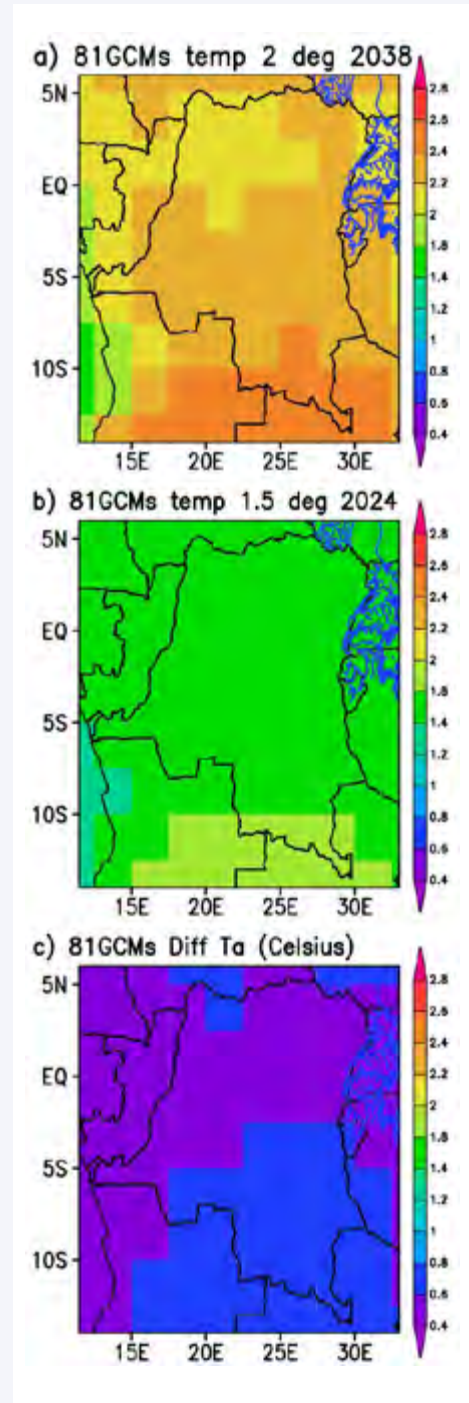 a) 81GCMs temp 2 deg 2038
5N
EQ
5S
10S
15E 20E 25E 30E
2.8
2.6
2.4
2.2
2
1.8
1.6
1.4
1.2
1
0.8
0.6
0.4
b) 81GCMs temp 1.5 deg 2024
5N
EQ
5S
10S
15E 20E 25E 30E
2.8
2.6
2.4
2.2
2
1.8
1.6
1.4
1.2
1
0.8
0.6
0.4
c) 81GCMs Diff Ta (Celsius)
5N
EQ
5S
10S
15E 20E 25E 30E
2.8
2.6
2.4
2.2
2
1.8
1.6
1.4
1.2
1
0.8
0.6
0.4